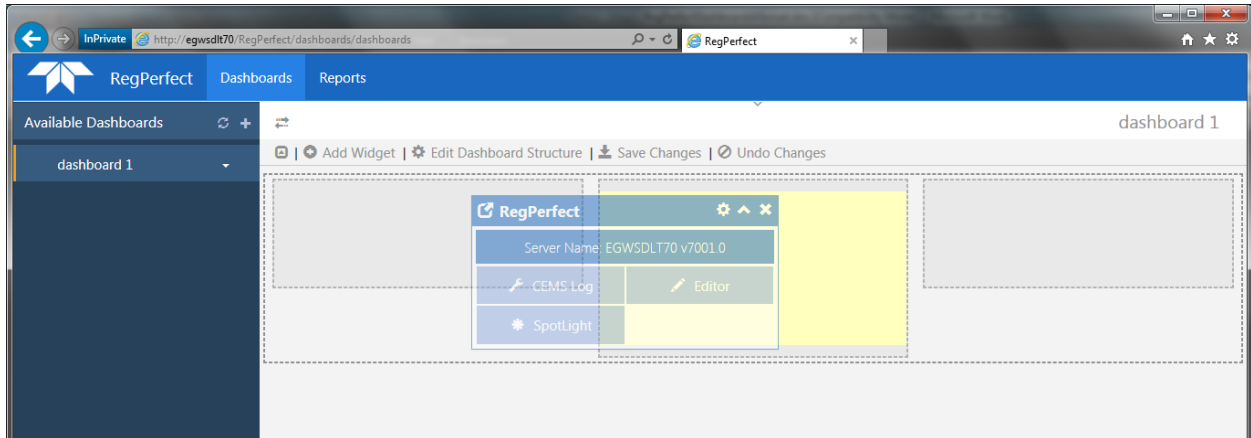 InPrivate http://egwsdlt70/RegPerfect/dashboards/dashboards RegPerfect
RegPerfect Dashboards Reports
Available Dashboards dashboard 1
dashboard 1
| Add Widget | Edit Dashboard Structure | Save Changes | Undo Changes
RegPerfect
Server Name: EGWSDLT70 v7001.0
CEMS Log Editor
SpotLight